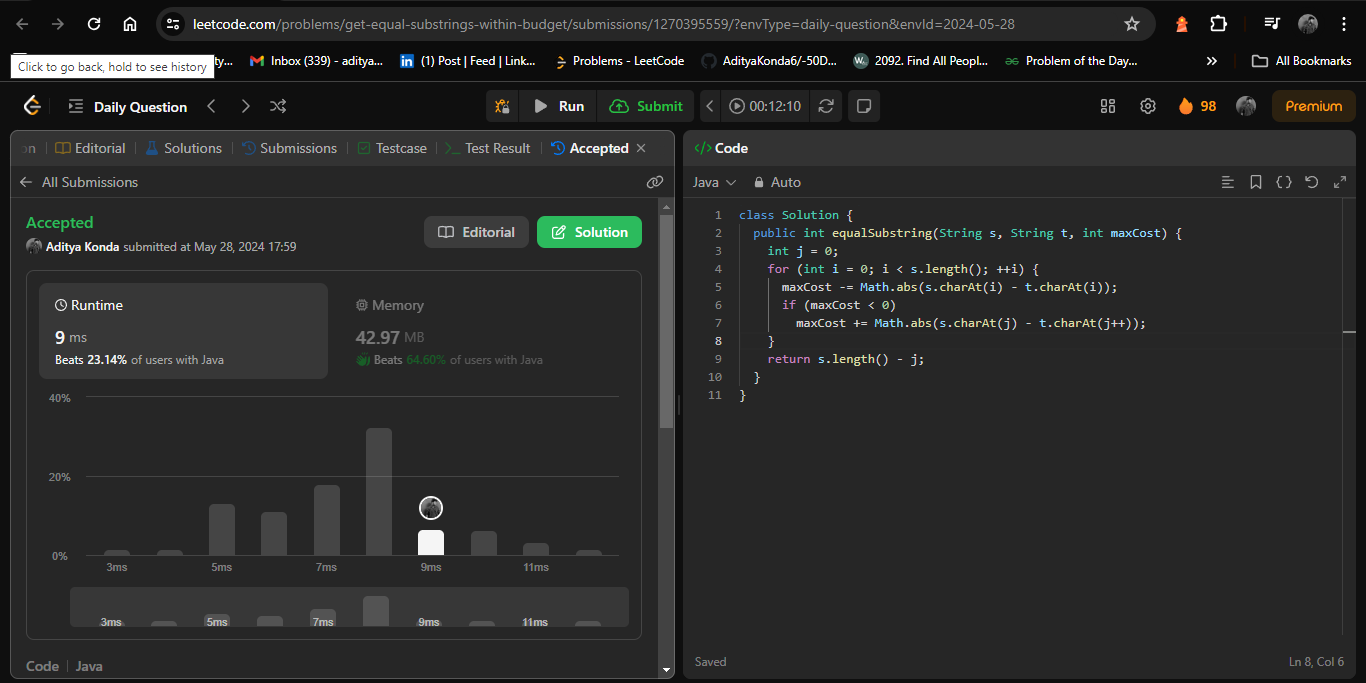 leetcode.com/problems/get-equal-substrings-within-budget/submissions/1270395559/?envType=daily-question&envId=2024-05-28
Click to go back, hold to see history
ty... Inbox (339) - aditya... (1) Post | Feed | Link... Problems - LeetCode AdityaKonda6/-50D... 2092. Find All Peopl... Problem of the Day... » All Bookmarks
Daily Question Run Submit 00:12:10 98 Premium
on Editorial Solutions Submissions Testcase Test Result Accepted
All Submissions
Accepted
Aditya Konda submitted at May 28, 2024 17:59
Editorial Solution
Runtime
9 ms
Beats 23.14% of users with Java
Memory
42.97 MB
Beats 64.60% of users with Java
40%
20%
0%
3ms 5ms 7ms 9ms 11ms
3ms 5ms 7ms 9ms 11ms
Code | Java
</> Code
Java Auto
1 class Solution {
2 public int equalSubstring(String s, String t, int maxCost) {
3 int j = 0;
4 for (int i = 0; i < s.length(); ++i) {
5 maxCost -= Math.abs(s.charAt(i) - t.charAt(i));
6 if (maxCost < 0)
7 maxCost += Math.abs(s.charAt(j) - t.charAt(j++));
8 }
9 return s.length() - j;
10 }
11 }
Saved Ln 8, Col 6